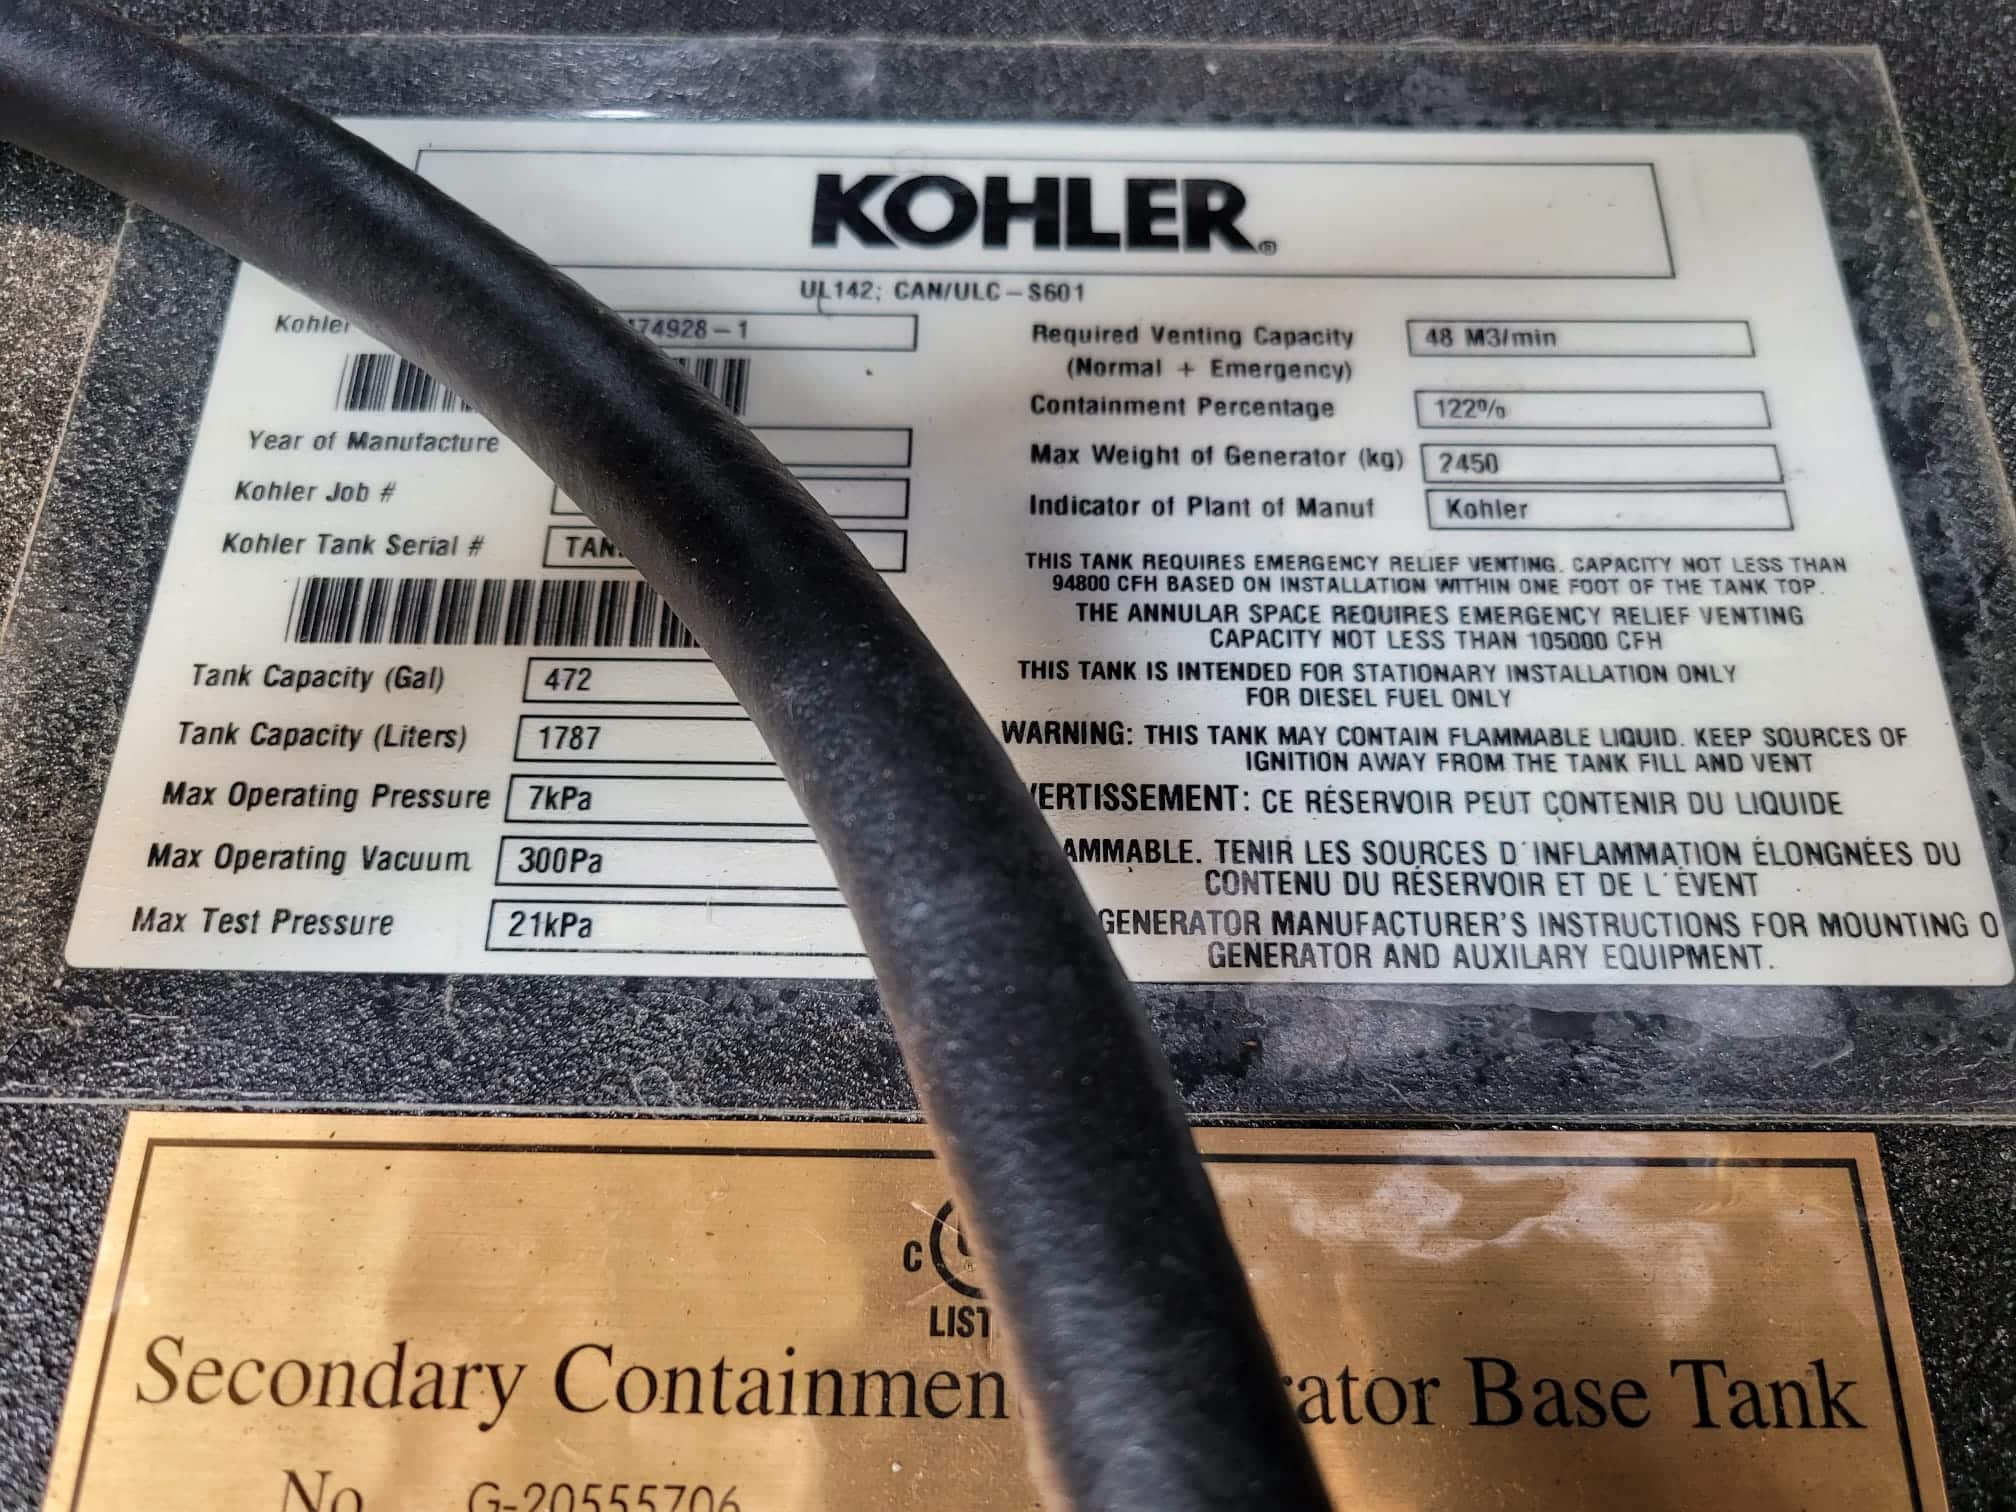 KOHLER®
UL142; CAN/ULC-S601
Kohler 74928-1
Year of Manufacture
Kohler Job #
Kohler Tank Serial #
Tank Capacity (Gal) 472
Tank Capacity (Liters) 1787
Max Operating Pressure 7kPa
Max Operating Vacuum 300Pa
Max Test Pressure 21kPa
Required Venting Capacity 48 M3/min
(Normal + Emergency)
Containment Percentage 122%
Max Weight of Generator (kg) 2450
Indicator of Plant of Manuf Kohler
THIS TANK REQUIRES EMERGENCY RELIEF VENTING. CAPACITY NOT LESS THAN
94800 CFH BASED ON INSTALLATION WITHIN ONE FOOT OF THE TANK TOP.
THE ANNULAR SPACE REQUIRES EMERGENCY RELIEF VENTING
CAPACITY NOT LESS THAN 105000 CFH
THIS TANK IS INTENDED FOR STATIONARY INSTALLATION ONLY
FOR DIESEL FUEL ONLY
WARNING: THIS TANK MAY CONTAIN FLAMMABLE LIQUID. KEEP SOURCES OF
IGNITION AWAY FROM THE TANK FILL AND VENT
VERTISSEMENT: CE RÉSERVOIR PEUT CONTENIR DU LIQUIDE
AMMABLE. TENIR LES SOURCES D'INFLAMMATION ÉLONGNÉES DU
CONTENU DU RÉSERVOIR ET DE L'ÉVENT
GENERATOR MANUFACTURER'S INSTRUCTIONS FOR MOUNTING O
GENERATOR AND AUXILARY EQUIPMENT.
C
LIST
Secondary Containmen rator Base Tank
No G-20555706